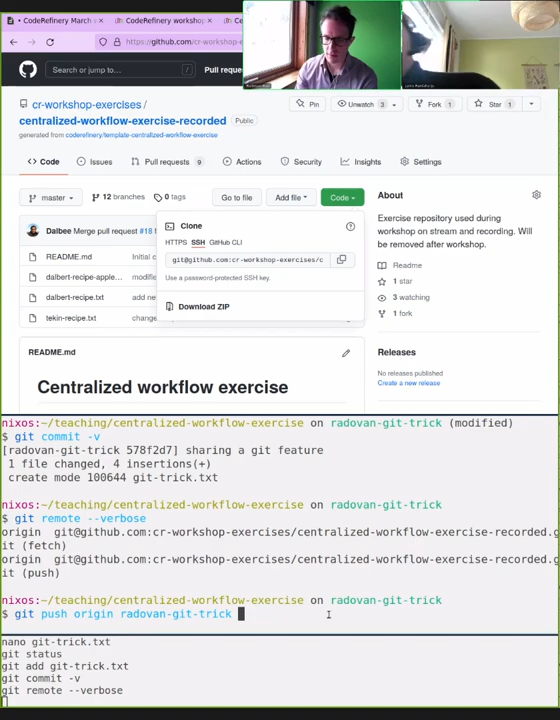 CodeRefinery March w
CodeRefinery workshop
Ce
https://github.com/cr-workshop-e
Search or jump to...
/
Pull reque
cr-workshop-exercises /
centralized-workflow-exercise-recorded
Public
generated from coderefinery/template-centralized-workflow-exercise
Pin
Unwatch 3
Fork 1
Star 1
Code
Issues
Pull requests 9
Actions
Security
Insights
Settings
master
12 branches
0 tags
Go to file
Add file
Code
Dalbee Merge pull request #18 f
README.md
Initial c
dalbert-recipe-apple...
modifie
dalbert-recipe.txt
add new
tekin-recipe.txt
change
Clone
HTTPS SSH GitHub CLI
git@github.com:cr-workshop-exercises/c
Use a password-protected SSH key.
Download ZIP
About
Exercise repository used during
workshop on stream and recording. Will
be removed after workshop.
Readme
1 star
3 watching
1 fork
README.md
Centralized workflow exercise
Releases
No releases published
Create a new release
nixos:~/teaching/centralized-workflow-exercise on radovan-git-trick (modified)
$ git commit -v
[radovan-git-trick 578f2d7] sharing a git feature
1 file changed, 4 insertions(+)
create mode 100644 git-trick.txt
nixos:~/teaching/centralized-workflow-exercise on radovan-git-trick
$ git remote --verbose
origin git@github.com:cr-workshop-exercises/centralized-workflow-exercise-recorded.g
it (fetch)
origin git@github.com:cr-workshop-exercises/centralized-workflow-exercise-recorded.g
it (push)
nixos:~/teaching/centralized-workflow-exercise on radovan-git-trick
$ git push origin radovan-git-trick
nano git-trick.txt
git status
git add git-trick.txt
git commit -v
git remote --verbose